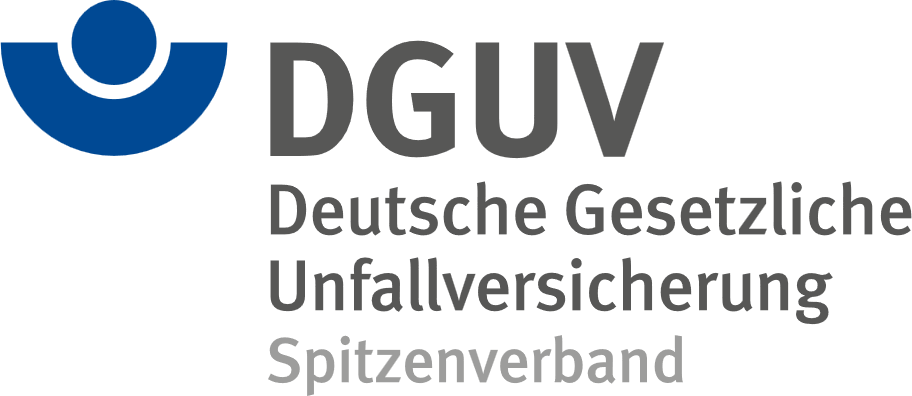 DGUV
Deutsche Gesetzliche
Unfallversicherung
Spitzenverband